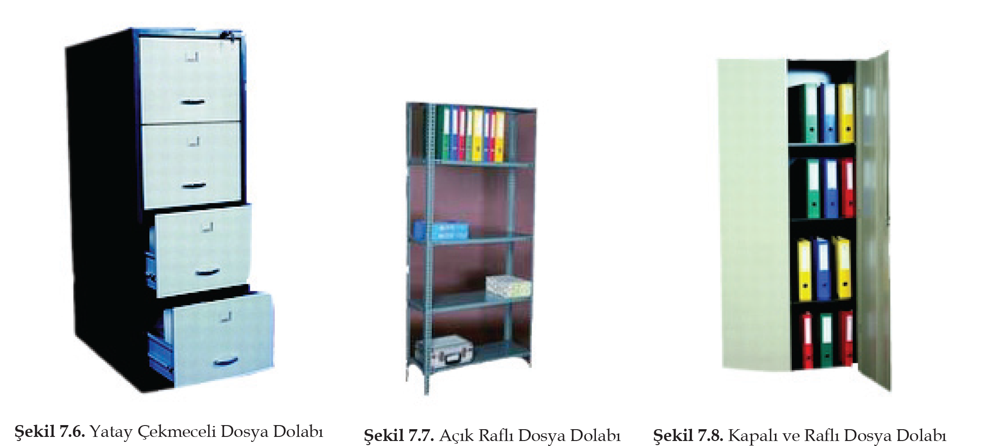 Şekil 7.6. Yatay Çekmeceli Dosya Dolabı
Şekil 7.7. Açık Raflı Dosya Dolabı
Şekil 7.8. Kapalı ve Raflı Dosya Dolabı